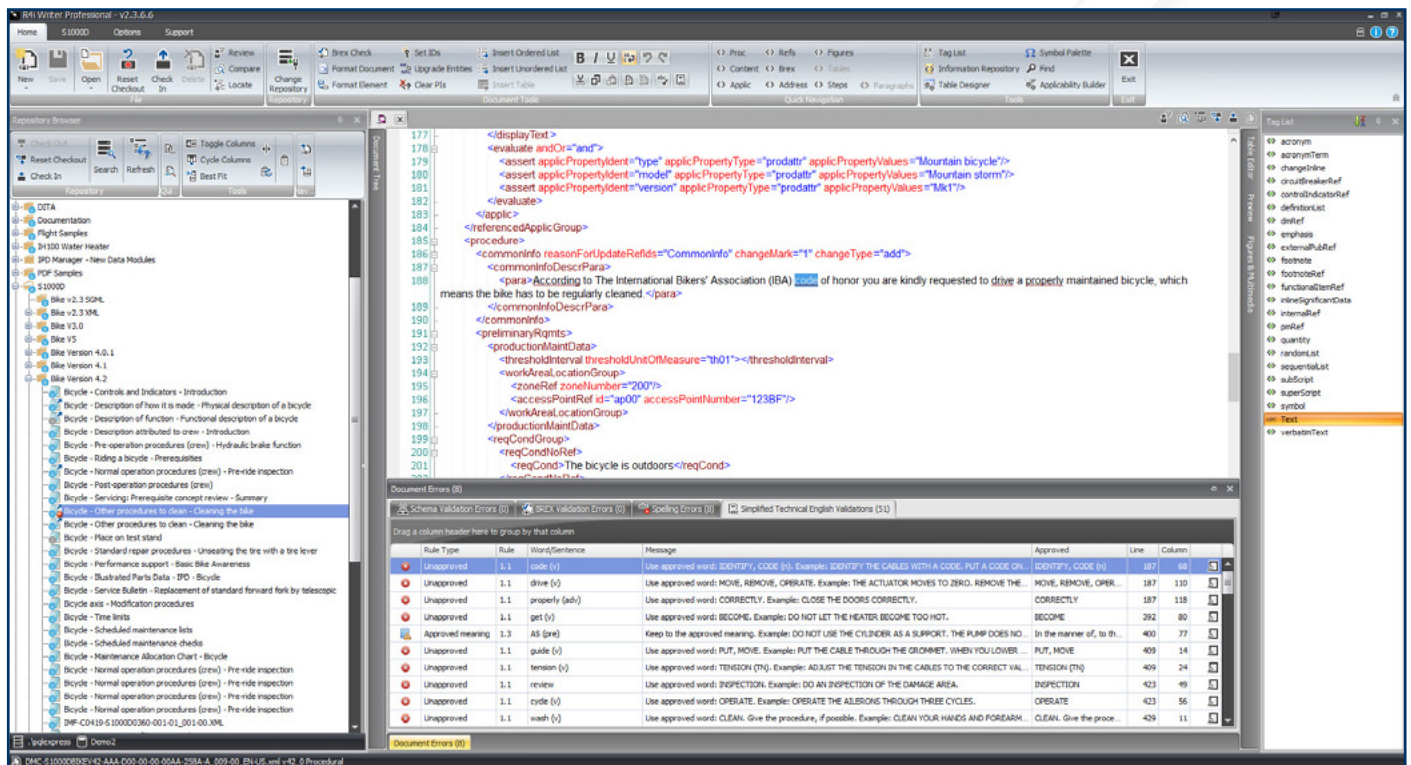 R4i Writer Professional - v2.3.6.6
Home S1000D Options Support
New Save Open Reset Checkout Check In Delete Review Compare Locate
File
Change Repository
Repository
Brex Check Set IDs Insert Ordered List
Format Document Upgrade Entities Insert Unordered List
Format Element Clear PIs Insert Table
B I U
Document Tools
Proc Refs Figures
Content Brex Tables
Applic Address Steps Paragraphs
Quick Navigation
Tag List Symbol Palette
Information Repository Find
Table Designer Applicability Builder
Tools
Exit
Exit
Repository Browser
Check Out
Reset Checkout
Check In
Search Refresh
Repository
Toggle Columns
Cycle Columns
Best Fit
Tools
DITA
Documentation
Flight Samples
IH100 Water Heater
IPD Manager - New Data Modules
PDF Samples
S1000D
Bike v2.3 SGML
Bike v2.3 XML
Bike V3.0
Bike V5
Bike Version 4.0.1
Bike Version 4.1
Bike Version 4.2
Bicycle - Controls and Indicators - Introduction
Bicycle - Description of how it is made - Physical description of a bicycle
Bicycle - Description of function - Functional description of a bicycle
Bicycle - Description attributed to crew - Introduction
Bicycle - Pre-operation procedures (crew) - Hydraulic brake function
Bicycle - Riding a bicycle - Prerequisites
Bicycle - Normal operation procedures (crew) - Pre-ride inspection
Bicycle - Post-operation procedures (crew)
Bicycle - Servicing: Prerequisite concept review - Summary
Bicycle - Other procedures to clean - Cleaning the bike
Bicycle - Other procedures to clean - Cleaning the bike
Bicycle - Place on test stand
Bicycle - Standard repair procedures - Unseating the tire with a tire lever
Bicycle - Performance support - Basic Bike Awareness
Bicycle - Illustrated Parts Data - IPD - Bicycle
Bicycle - Service Bulletin - Replacement of standard forward fork by telescopic
Bicycle axis - Modification procedures
Bicycle - Time limits
Bicycle - Scheduled maintenance lists
Bicycle - Scheduled maintenance checks
Bicycle - Maintenance Allocation Chart - Bicycle
Bicycle - Normal operation procedures (crew) - Pre-ride inspection
Bicycle - Normal operation procedures (crew) - Pre-ride inspection
Bicycle - Normal operation procedures (crew) - Pre-ride inspection
Bicycle - Normal operation procedures (crew) - Pre-ride inspection
IMF-C0419-S1000D0360-001-01_001-00.XML
.\sqlexpress Demo2
Document Tree
177 </displayText>
178 <evaluate andOr="and">
179 <assert applicPropertyIdent="type" applicPropertyType="prodattr" applicPropertyValues="Mountain bicycle"/>
180 <assert applicPropertyIdent="model" applicPropertyType="prodattr" applicPropertyValues="Mountain storm"/>
181 <assert applicPropertyIdent="version" applicPropertyType="prodattr" applicPropertyValues="Mk1"/>
182 </evaluate>
183 </applic>
184 </referencedApplicGroup>
185 <procedure>
186 <commonInfo reasonForUpdateRefIds="CommonInfo" changeMark="1" changeType="add">
187 <commonInfoDescrPara>
188 <para>According to The International Bikers' Association (IBA) code of honor you are kindly requested to drive a properly maintained bicycle, which
means the bike has to be regularly cleaned.</para>
189 </commonInfoDescrPara>
190 </commonInfo>
191 <preliminaryRqmts>
192 <productionMaintData>
193 <thresholdInterval thresholdUnitOfMeasure="th01"></thresholdInterval>
194 <workAreaLocationGroup>
195 <zoneRef zoneNumber="200"/>
196 <accessPointRef id="ap00" accessPointNumber="123BF"/>
197 </workAreaLocationGroup>
198 </productionMaintData>
199 <reqCondGroup>
200 <reqCondNoRef>
201 <reqCond>The bicycle is outdoors</reqCond>
Table Editor
Preview
Figures & Multimedia
Document Errors (8)
Schema Validation Errors (0) BREX Validation Errors (0) Spelling Errors (8) Simplified Technical English Validations (51)
Drag a column header here to group by that column
Rule Type Rule Word/Sentence Message Approved Line Column
Unapproved 1.1 code (v) Use approved word: IDENTIFY, CODE (n). Example: IDENTIFY THE CABLES WITH A CODE. PUT A CODE ON... IDENTIFY, CODE (n) 187 68
Unapproved 1.1 drive (v) Use approved word: MOVE, REMOVE, OPERATE. Example: THE ACTUATOR MOVES TO ZERO. REMOVE THE... MOVE, REMOVE, OPER... 187 110
Unapproved 1.1 properly (adv) Use approved word: CORRECTLY. Example: CLOSE THE DOORS CORRECTLY. CORRECTLY 187 118
Unapproved 1.1 get (v) Use approved word: BECOME. Example: DO NOT LET THE HEATER BECOME TOO HOT. BECOME 392 80
Approved meaning 1.3 AS (pre) Keep to the approved meaning. Example: DO NOT USE THE CYLINDER AS A SUPPORT. THE PUMP DOES NO... In the manner of, to th... 400 77
Unapproved 1.1 guide (v) Use approved word: PUT, MOVE. Example: PUT THE CABLE THROUGH THE GROMMET. WHEN YOU LOWER ... PUT, MOVE 409 14
Unapproved 1.1 tension (v) Use approved word: TENSION (TN). Example: ADJUST THE TENSION IN THE CABLES TO THE CORRECT VAL... TENSION (TN) 409 24
Unapproved 1.1 review Use approved word: INSPECTION. Example: DO AN INSPECTION OF THE DAMAGE AREA. INSPECTION 423 49
Unapproved 1.1 cycle (v) Use approved word: OPERATE. Example: OPERATE THE AILERONS THROUGH THREE CYCLES. OPERATE 423 56
Unapproved 1.1 wash (v) Use approved word: CLEAN. Give the procedure, if possible. Example: CLEAN YOUR HANDS AND FOREARM... CLEAN. Give the proce... 429 11
Document Errors (8)
Tag List
acronym
acronymTerm
changeInline
circuitBreakerRef
controlIndicatorRef
definitionList
dmRef
emphasis
externalPubRef
footnote
footnoteRef
functionalItemRef
inlineSignificantData
internalRef
pmRef
quantity
randomList
sequentialList
subScript
superScript
symbol
Text
verbatimText